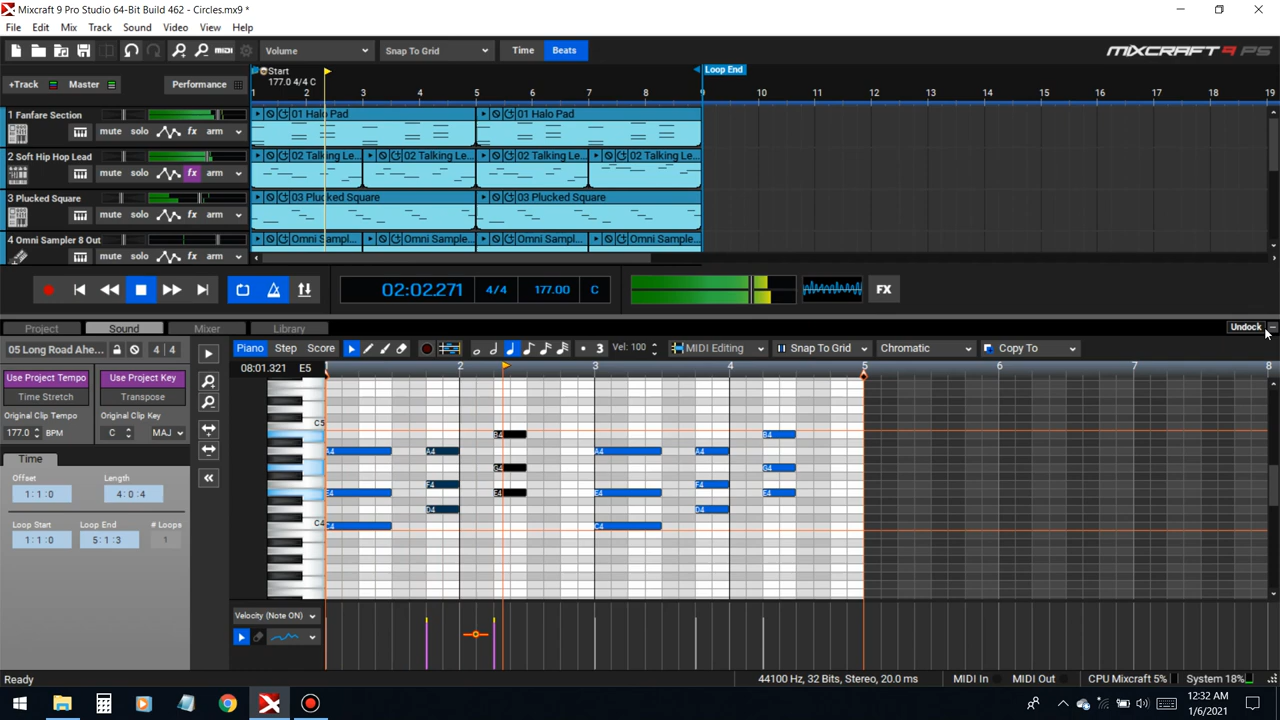 Mixcraft 9 Pro Studio 64-Bit Build 462 - Circles.mx9 *
File Edit Mix Track Sound Video View Help
MIDI Volume Snap To Grid Time Beats MIXCRAFT 9 PS
+Track Master Performance Start Loop End
177.0 4/4 C
1 2 3 4 5 6 7 8 9 10 11 12 13 14 15 16 17 18 19
1 Fanfare Section 01 Halo Pad 01 Halo Pad
mute solo fx arm
2 Soft Hip Hop Lead 02 Talking Le... 02 Talking Le... 02 Talking Le... 02 Talking Le...
mute solo fx arm
3 Plucked Square 03 Plucked Square 03 Plucked Square
mute solo fx arm
4 Omni Sampler 8 Out Omni Sampl... Omni Sample... Omni Sampl... Omni Sample...
mute solo fx arm
02:02.271 4/4 177.00 C FX
Project Sound Mixer Library Undock
05 Long Road Ahe... 4 4 Piano Step Score 3 Vel: 100 MIDI Editing Snap To Grid Chromatic Copy To
08:01.321 E5 1 2 3 4 5 6 7 8
Use Project Tempo Use Project Key
Time Stretch Transpose
Original Clip Tempo Original Clip Key
177.0 BPM C MAJ
Time
Offset Length
1: 1: 0 4: 0: 4
Loop Start Loop End # Loops
1: 1: 0 5: 1: 3 1
C5
B4 B4
A4 A4 A4 A4
G4 G4
F4 F4
E4 E4 E4 E4
D4 D4
C4 C4 C4
Velocity (Note ON)
Ready 44100 Hz, 32 Bits, Stereo, 20.0 ms MIDI In MIDI Out CPU Mixcraft 5% System 18%
12:32 AM
1/6/2021